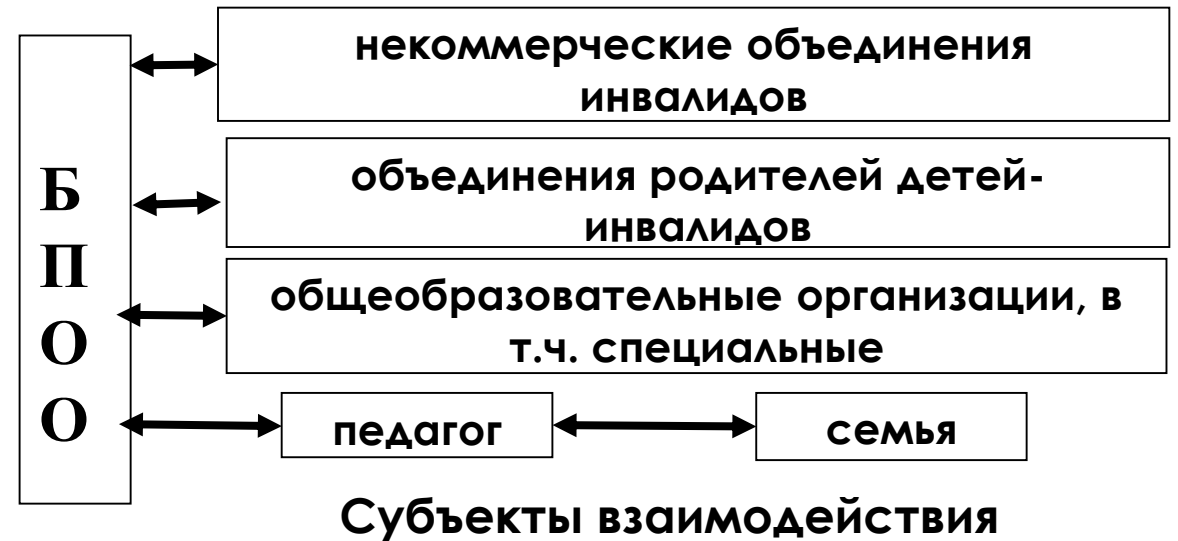 некоммерческие объединения
инвалидов
Б
П
О
О
объединения родителей детей-
инвалидов
общеобразовательные организации, в
т.ч. специальные
педагог
семья
Субъекты взаимодействия